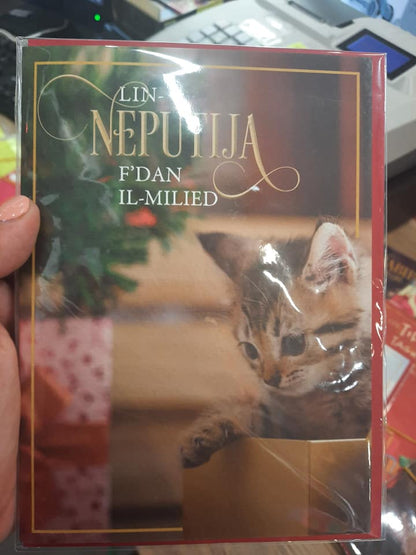 LIN-
NEPUTIJA
F'DAN
IL-MILIED